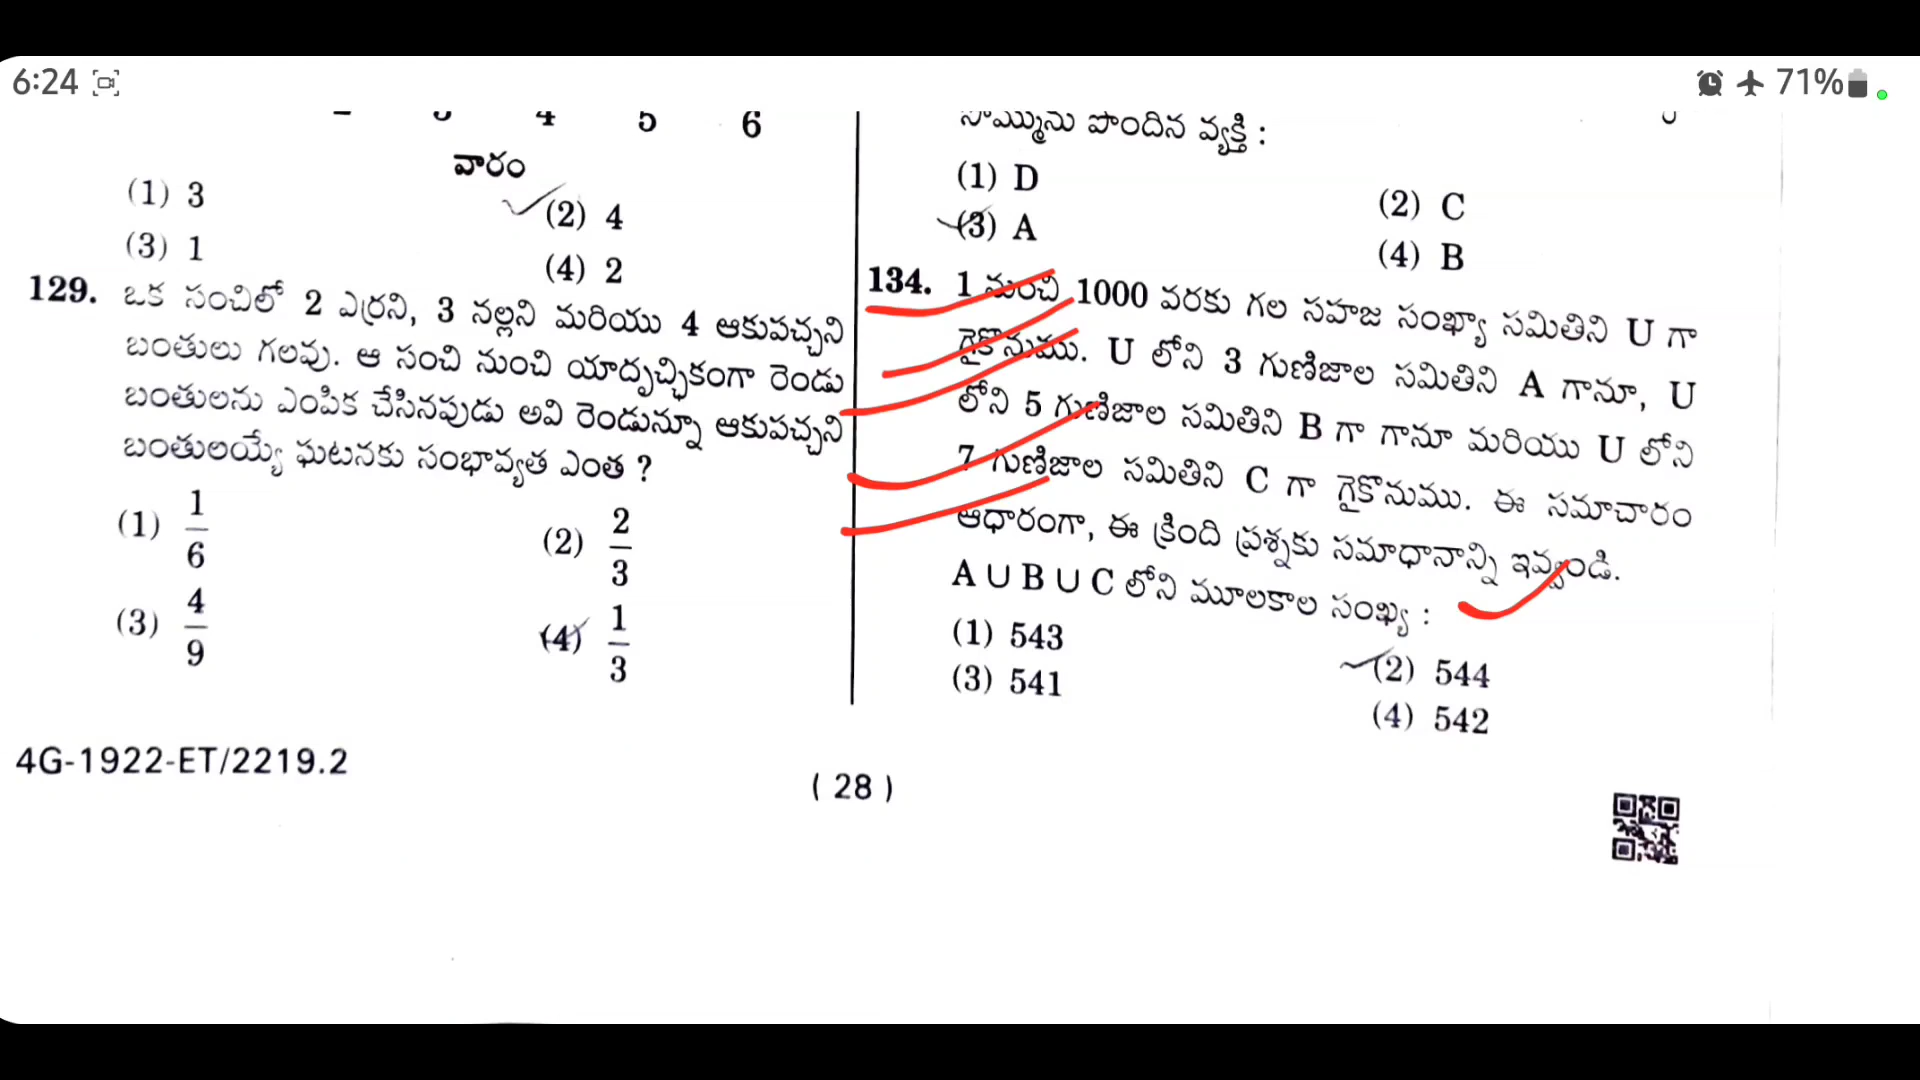 6:24
71%
4 5 6
వారం
(1) 3
(2) 4
(3) 1
(4) 2
129. ఒక సంచిలో 2 ఎర్రని, 3 నల్లని మరియు 4 ఆకుపచ్చని
బంతులు గలవు. ఆ సంచి నుంచి యాదృచ్ఛికంగా రెండు
బంతులను ఎంపిక చేసినపుడు అవి రెండున్నూ ఆకుపచ్చని
బంతులయ్యే ఘటనకు సంభావ్యత ఎంత ?
(1) 1/6
(2) 2/3
(3) 4/9
(4) 1/3
సొమ్మును పొందిన వ్యక్తి :
(1) D
(2) C
(3) A
(4) B
134. 1 నుంచి 1000 వరకు గల సహజ సంఖ్యా సమితిని U గా
గైకొనుము. U లోని 3 గుణిజాల సమితిని A గానూ, U
లోని 5 గుణిజాల సమితిని B గా గానూ మరియు U లోని
7 గుణిజాల సమితిని C గా గైకొనుము. ఈ సమాచారం
ఆధారంగా, ఈ క్రింది ప్రశ్నకు సమాధానాన్ని ఇవ్వండి.
A ∪ B ∪ C లోని మూలకాల సంఖ్య :
(1) 543
(2) 544
(3) 541
(4) 542
4G-1922-ET/2219.2
( 28 )